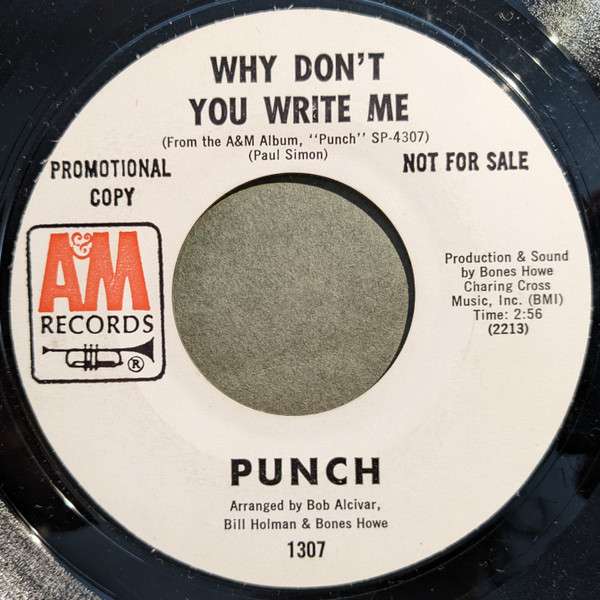 WHY DON'T
YOU WRITE ME
(From the A&M Album, "Punch" SP-4307)
(Paul Simon)
PROMOTIONAL
COPY
NOT FOR SALE
A&M
RECORDS
®
Production & Sound
by Bones Howe
Charing Cross
Music, Inc. (BMI)
Time: 2:56
(2213)
PUNCH
Arranged by Bob Alcivar,
Bill Holman & Bones Howe
1307